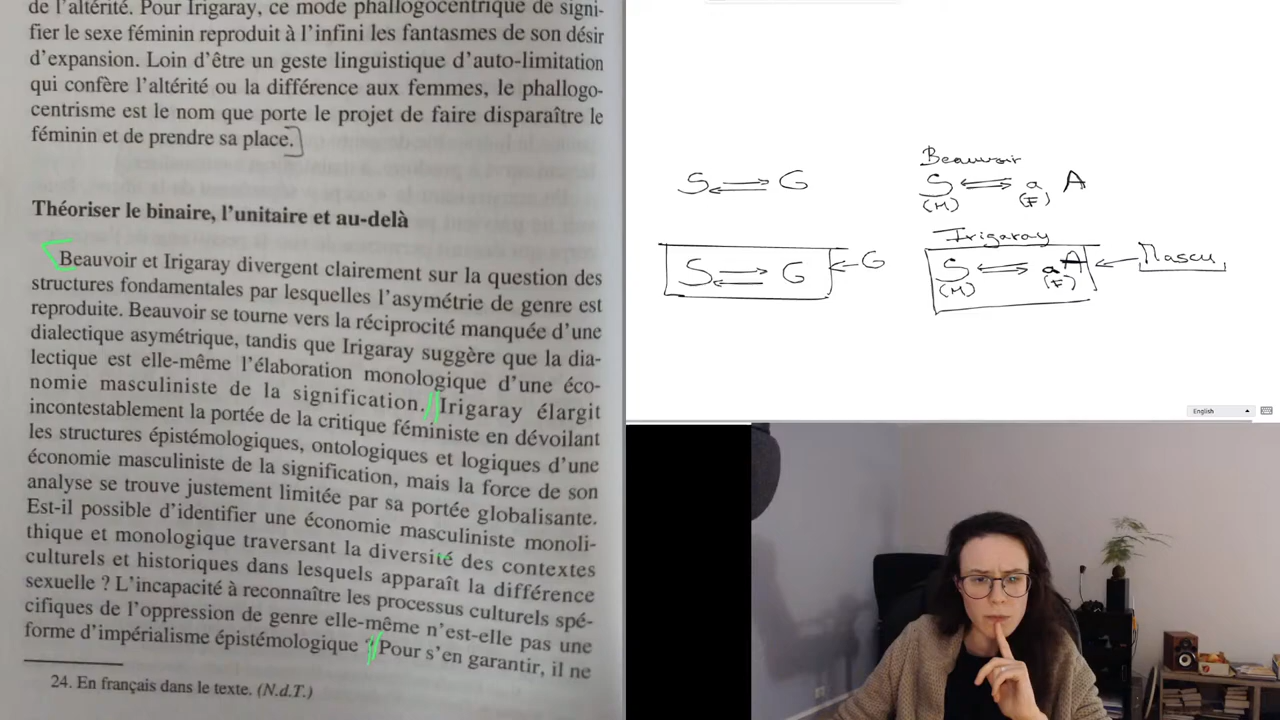 de l'altérité. Pour Irigaray, ce mode phallogocentrique de signi-
fier le sexe féminin reproduit à l'infini les fantasmes de son désir
d'expansion. Loin d'être un geste linguistique d'auto-limitation
qui confère l'altérité ou la différence aux femmes, le phallogo-
centrisme est le nom que porte le projet de faire disparaître le
féminin et de prendre sa place.
Théoriser le binaire, l'unitaire et au-delà
Beauvoir et Irigaray divergent clairement sur la question des
structures fondamentales par lesquelles l'asymétrie de genre est
reproduite. Beauvoir se tourne vers la réciprocité manquée d'une
dialectique asymétrique, tandis que Irigaray suggère que la dia-
lectique est elle-même l'élaboration monologique d'une éco-
nomie masculiniste de la signification. Irigaray élargit
incontestablement la portée de la critique féministe en dévoilant
les structures épistémologiques, ontologiques et logiques d'une
économie masculiniste de la signification, mais la force de son
analyse se trouve justement limitée par sa portée globalisante.
Est-il possible d'identifier une économie masculiniste monoli-
thique et monologique traversant la diversité des contextes
culturels et historiques dans lesquels apparaît la différence
sexuelle ? L'incapacité à reconnaître les processus culturels spé-
cifiques de l'oppression de genre elle-même n'est-elle pas une
forme d'impérialisme épistémologique ? Pour s'en garantir, il ne
24. En français dans le texte. (N.d.T.)
S G
Beauvoir
S a A
(M) (F)
S G G
Irigaray
S a A Mascu
(M) (F)
English